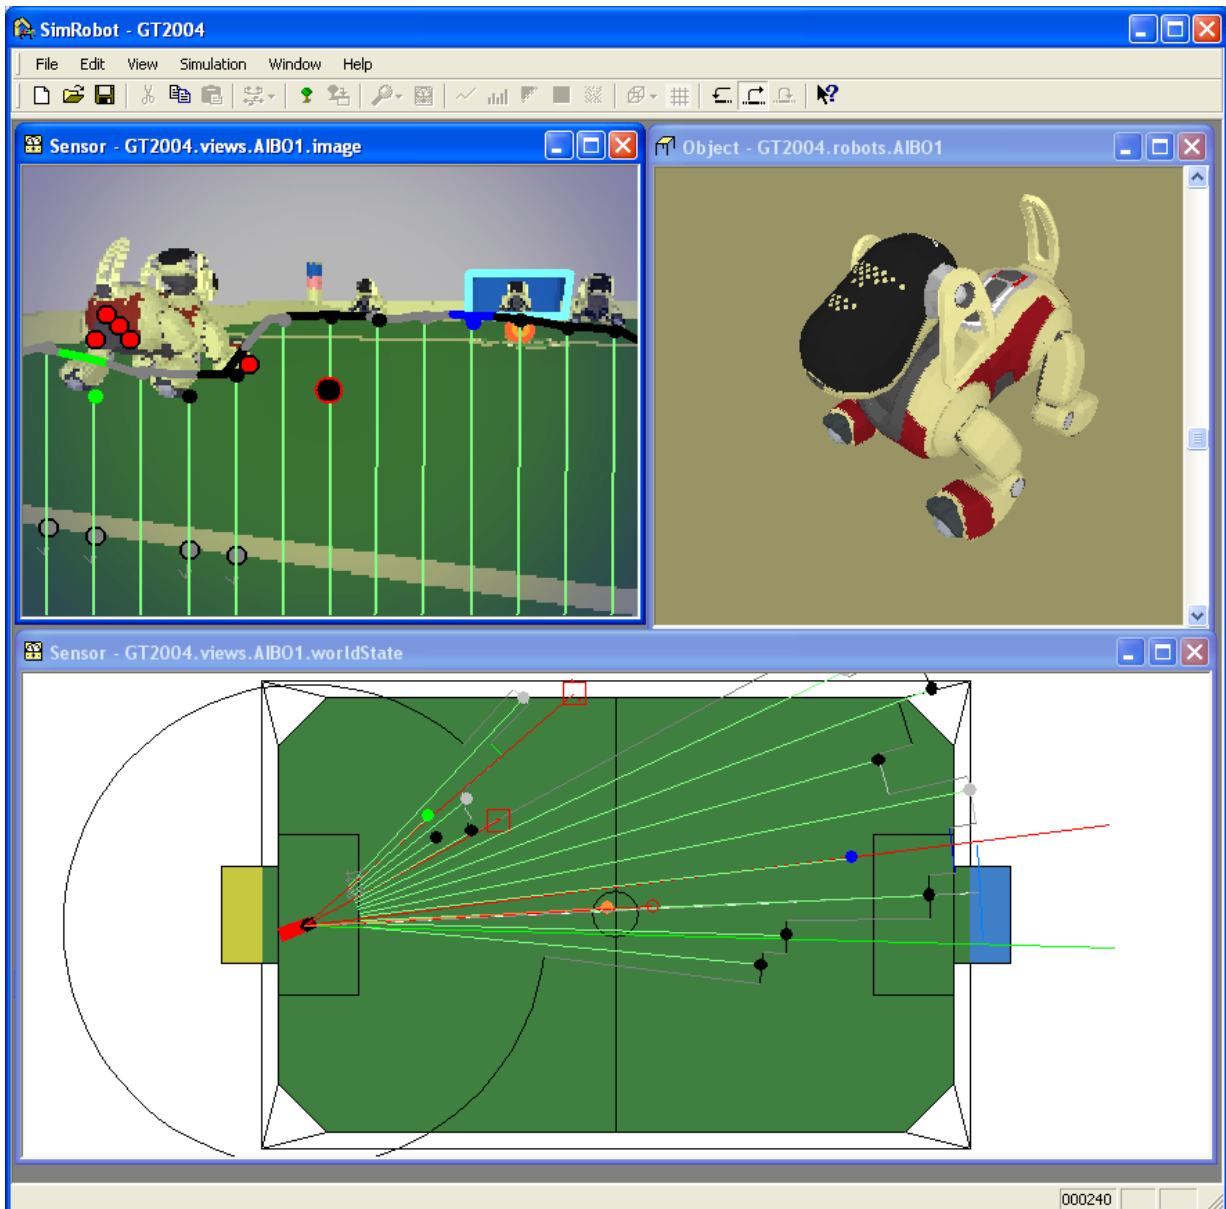 SimRobot - GT2004
File Edit View Simulation Window Help
Sensor - GT2004.views.AIBO1.image
Object - GT2004.robots.AIBO1
Sensor - GT2004.views.AIBO1.worldState
000240